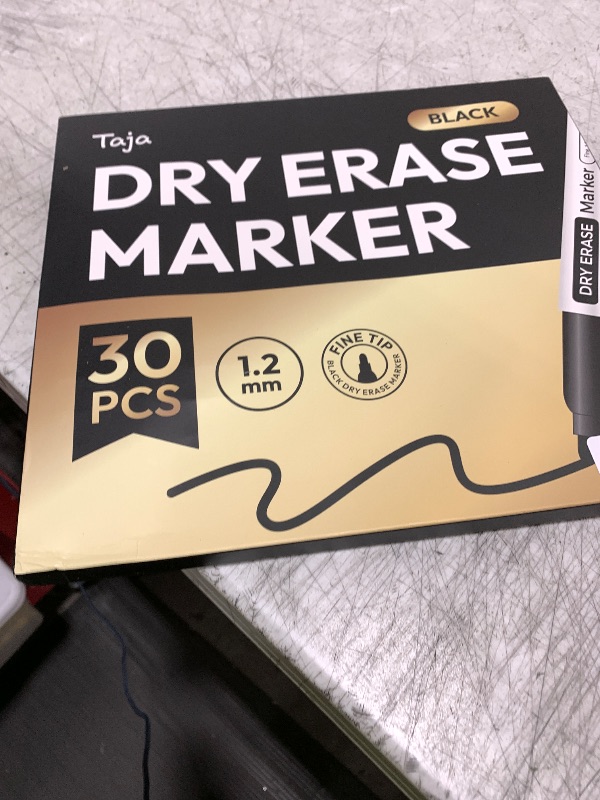 Taja
BLACK
DRY ERASE
MARKER
30
PCS
1.2
mm
FINE TIP
BLACK DRY ERASE MARKER
DRY ERASE Marker